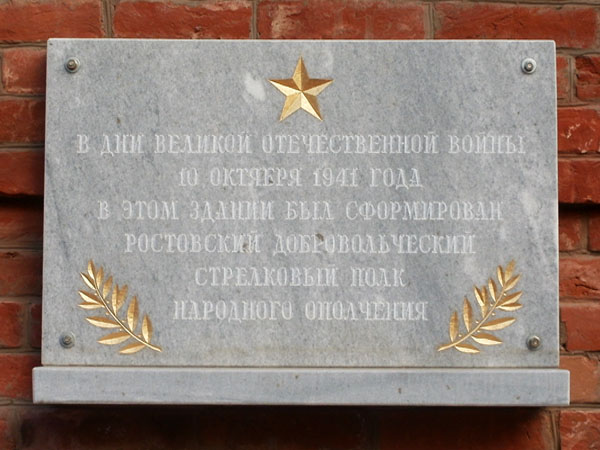 В ДНИ ВЕЛИКОЙ ОТЕЧЕСТВЕННОЙ ВОЙНЫ
10 ОКТЯБРЯ 1941 ГОДА
В ЭТОМ ЗДАНИИ БЫЛ СФОРМИРОВАН
РОСТОВСКИЙ ДОБРОВОЛЬЧЕСКИЙ
СТРЕЛКОВЫЙ ПОЛК
НАРОДНОГО ОПОЛЧЕНИЯ